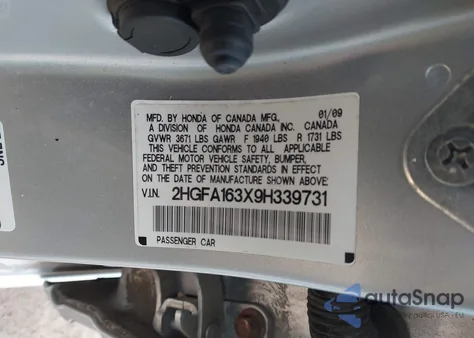 MFD. BY HONDA OF CANADA MFG. 01/09
A DIVISION OF HONDA CANADA INC. CANADA
GVWR 3671 LBS GAWR F 1940 LBS R 1731 LBS
THIS VEHICLE CONFORMS TO ALL APPLICABLE
FEDERAL MOTOR VEHICLE SAFETY, BUMPER,
AND THEFT PREVENTION STANDARDS IN EFFECT
ON THE DATE OF MANUFACTURE SHOWN ABOVE:
V.I.N. 2HGFA163X9H339731
PASSENGER CAR
autoSnap